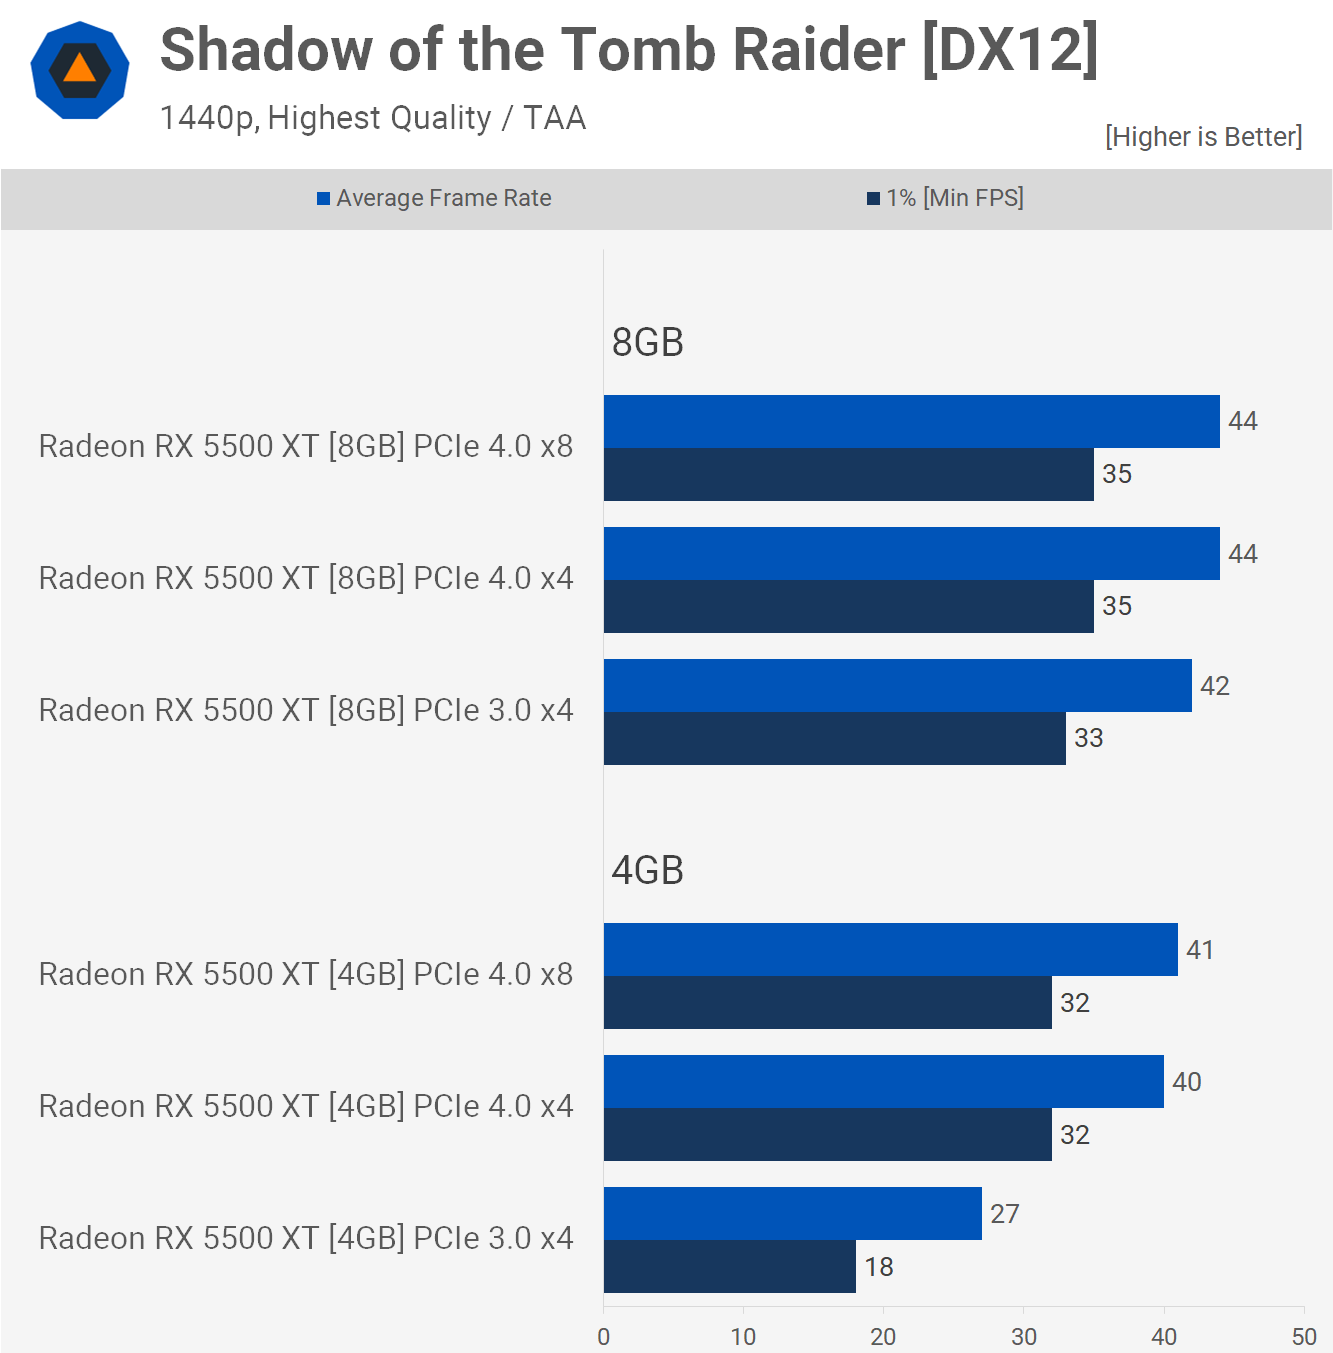 Shadow of the Tomb Raider [DX12]
1440p, Highest Quality / TAA
[Higher is Better]
Average Frame Rate
1% [Min FPS]
8GB
Radeon RX 5500 XT [8GB] PCIe 4.0 x8
44
35
Radeon RX 5500 XT [8GB] PCIe 4.0 x4
44
35
Radeon RX 5500 XT [8GB] PCIe 3.0 x4
42
33
4GB
Radeon RX 5500 XT [4GB] PCIe 4.0 x8
41
32
Radeon RX 5500 XT [4GB] PCIe 4.0 x4
40
32
Radeon RX 5500 XT [4GB] PCIe 3.0 x4
27
18
0 10 20 30 40 50